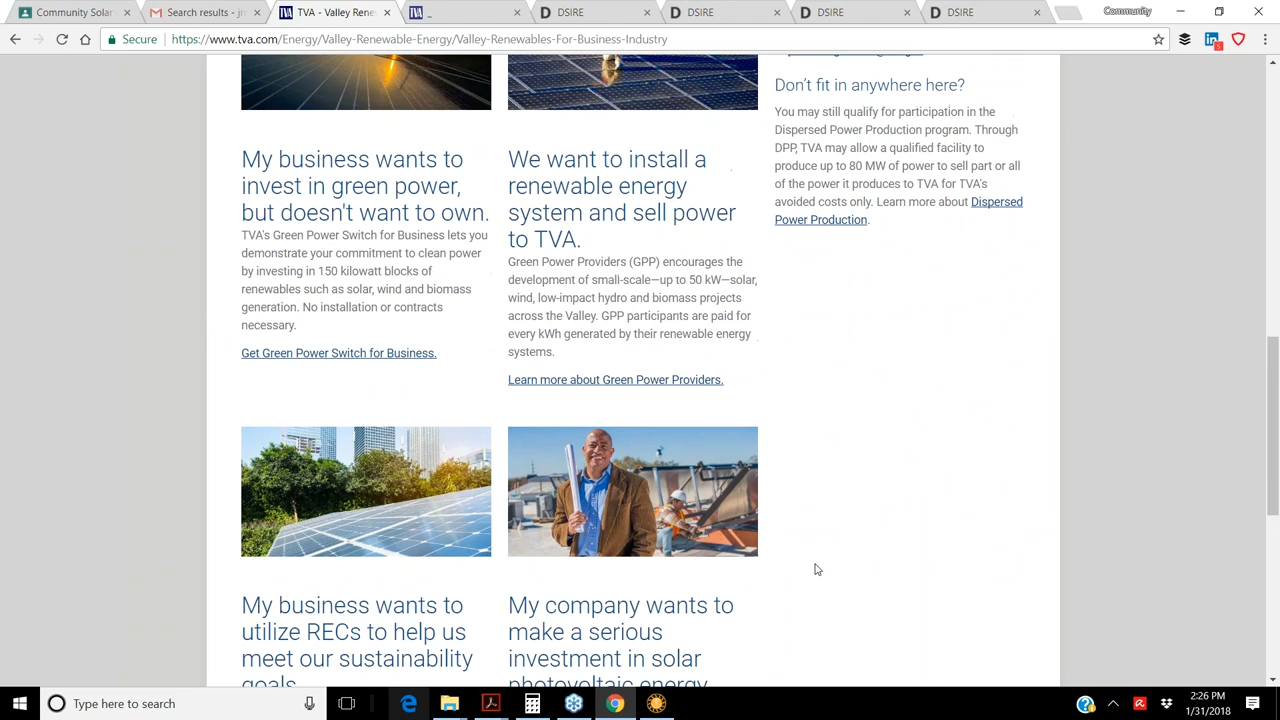 Community Solar
Search results - jm
TVA - Valley Renew
DSIRE
DSIRE
DSIRE
DSIRE
Community
Secure
https://www.tva.com/Energy/Valley-Renewable-Energy/Valley-Renewables-For-Business-Industry
My business wants to
invest in green power,
but doesn't want to own.
TVA's Green Power Switch for Business lets you
demonstrate your commitment to clean power
by investing in 150 kilowatt blocks of
renewables such as solar, wind and biomass
generation. No installation or contracts
necessary.
Get Green Power Switch for Business.
We want to install a
renewable energy
system and sell power
to TVA.
Green Power Providers (GPP) encourages the
development of small-scale—up to 50 kW—solar,
wind, low-impact hydro and biomass projects
across the Valley. GPP participants are paid for
every kWh generated by their renewable energy
systems.
Learn more about Green Power Providers.
Don't fit in anywhere here?
You may still qualify for participation in the
Dispersed Power Production program. Through
DPP, TVA may allow a qualified facility to
produce up to 80 MW of power to sell part or all
of the power it produces to TVA for TVA's
avoided costs only. Learn more about Dispersed
Power Production.
My business wants to
utilize RECs to help us
meet our sustainability
goals
My company wants to
make a serious
investment in solar
photovoltaic energy
Type here to search
2:26 PM
1/31/2018